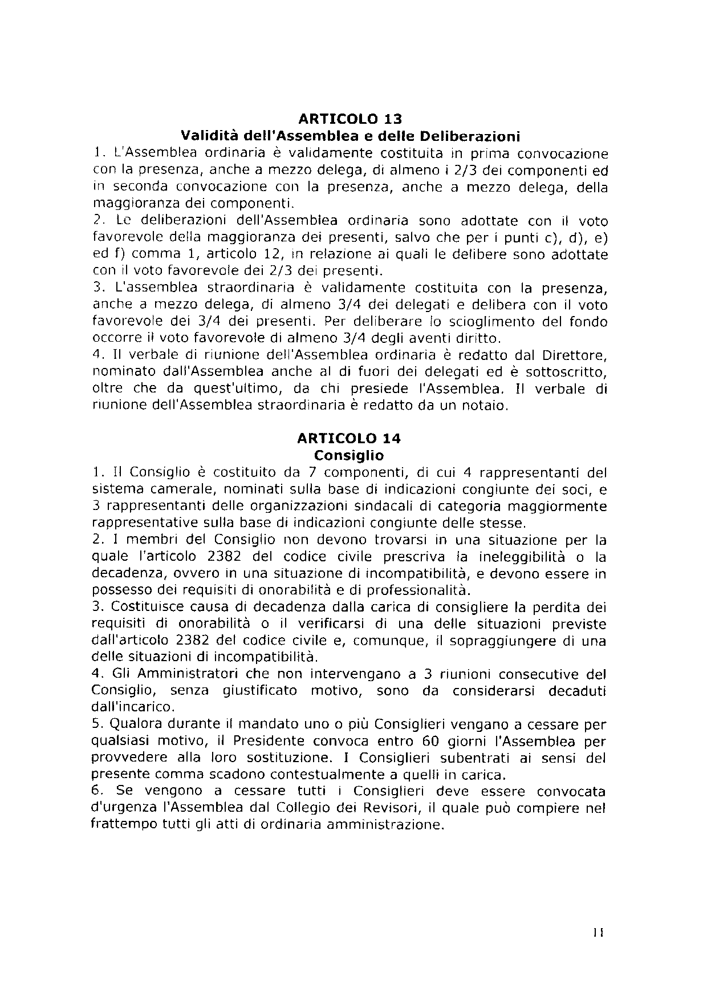 ARTICOLO 13
Validità dell'Assemblea e delle Deliberazioni
1. L'Assemblea ordinaria è validamente costituita in prima convocazione
con la presenza, anche a mezzo delega, di almeno i 2/3 dei componenti ed
in seconda convocazione con la presenza, anche a mezzo delega, della
maggioranza dei componenti.
2. Le deliberazioni dell'Assemblea ordinaria sono adottate con il voto
favorevole della maggioranza dei presenti, salvo che per i punti c), d), e)
ed f) comma 1, articolo 12, in relazione ai quali le delibere sono adottate
con il voto favorevole dei 2/3 dei presenti.
3. L'assemblea straordinaria è validamente costituita con la presenza,
anche a mezzo delega, di almeno 3/4 dei delegati e delibera con il voto
favorevole dei 3/4 dei presenti. Per deliberare lo scioglimento del fondo
occorre il voto favorevole di almeno 3/4 degli aventi diritto.
4. Il verbale di riunione dell'Assemblea ordinaria è redatto dal Direttore,
nominato dall'Assemblea anche al di fuori dei delegati ed è sottoscritto,
oltre che da quest'ultimo, da chi presiede l'Assemblea. Il verbale di
riunione dell'Assemblea straordinaria è redatto da un notaio.
ARTICOLO 14
Consiglio
1. Il Consiglio è costituito da 7 componenti, di cui 4 rappresentanti del
sistema camerale, nominati sulla base di indicazioni congiunte dei soci, e
3 rappresentanti delle organizzazioni sindacali di categoria maggiormente
rappresentative sulla base di indicazioni congiunte delle stesse.
2. I membri del Consiglio non devono trovarsi in una situazione per la
quale l'articolo 2382 del codice civile prescriva la ineleggibilità o la
decadenza, ovvero in una situazione di incompatibilità, e devono essere in
possesso dei requisiti di onorabilità e di professionalità.
3. Costituisce causa di decadenza dalla carica di consigliere la perdita dei
requisiti di onorabilità o il verificarsi di una delle situazioni previste
dall'articolo 2382 del codice civile e, comunque, il sopraggiungere di una
delle situazioni di incompatibilità.
4. Gli Amministratori che non intervengano a 3 riunioni consecutive del
Consiglio, senza giustificato motivo, sono da considerarsi decaduti
dall'incarico.
5. Qualora durante il mandato uno o più Consiglieri vengano a cessare per
qualsiasi motivo, il Presidente convoca entro 60 giorni l'Assemblea per
provvedere alla loro sostituzione. I Consiglieri subentrati ai sensi del
presente comma scadono contestualmente a quelli in carica.
6. Se vengono a cessare tutti i Consiglieri deve essere convocata
d'urgenza l'Assemblea dal Collegio dei Revisori, il quale può compiere nel
frattempo tutti gli atti di ordinaria amministrazione.
11